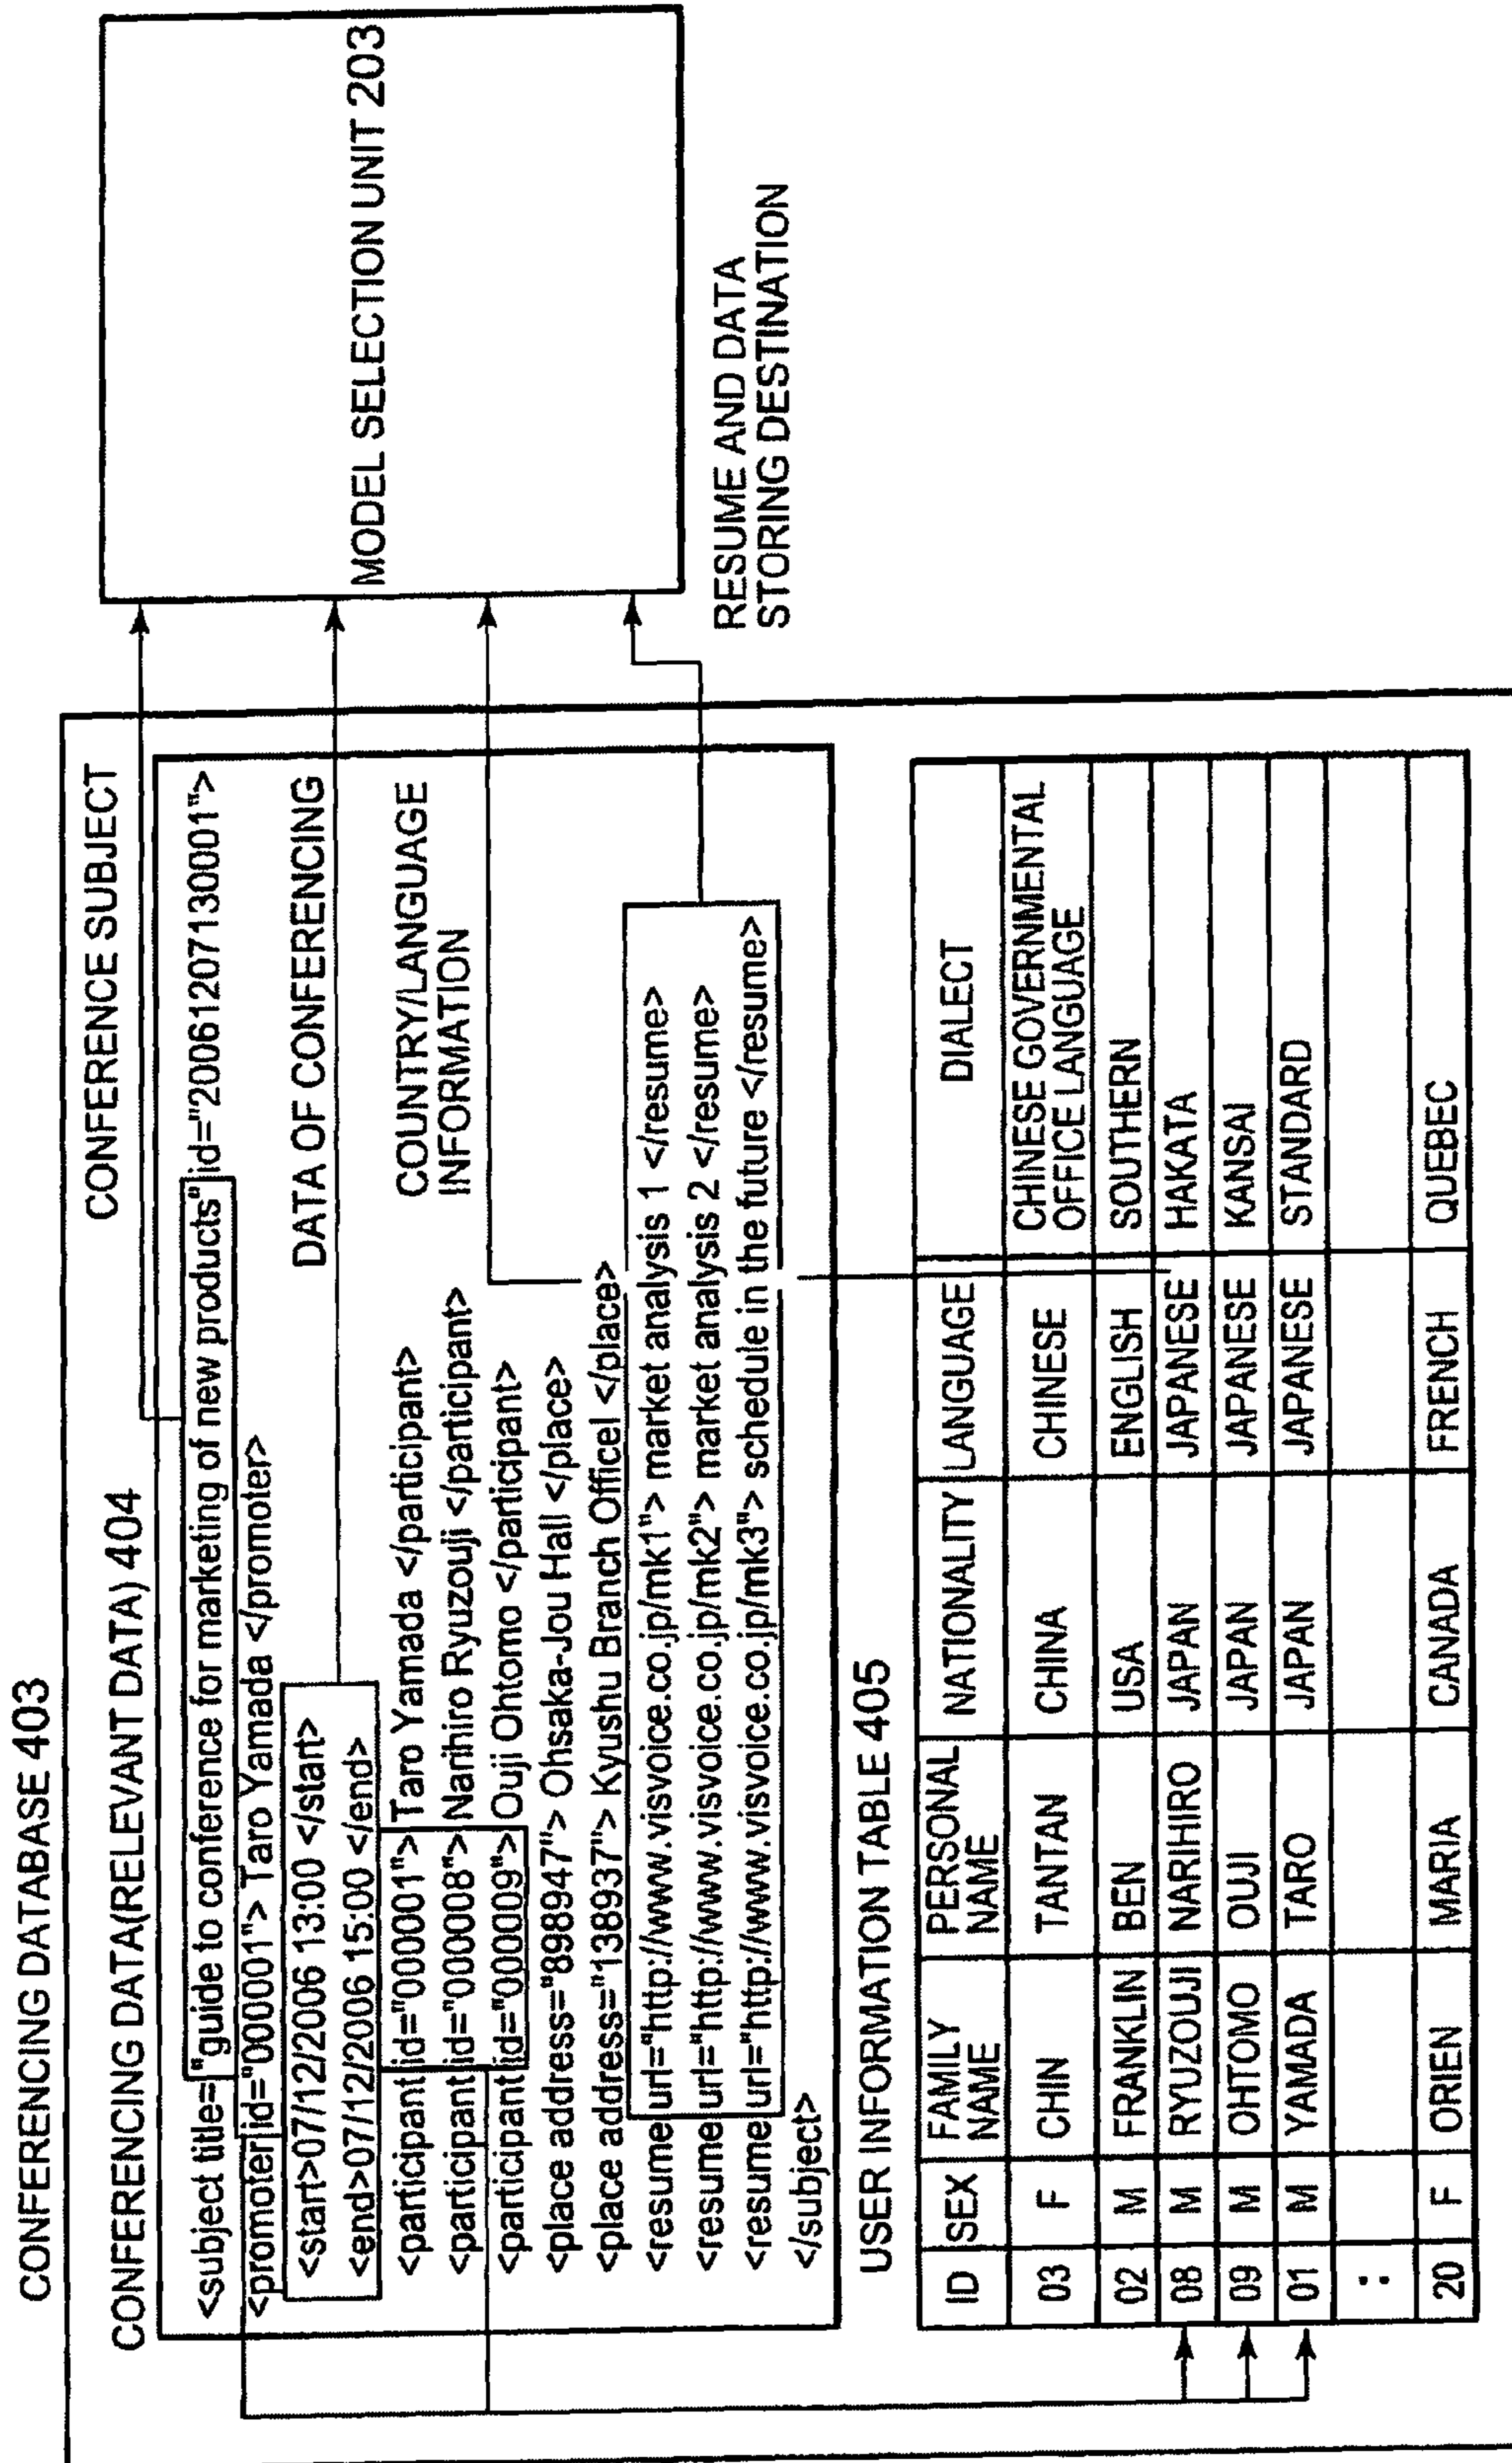 CONFERENCING DATABASE 403
CONFERENCING DATA(RELEVANT DATA) 404
CONFERENCE SUBJECT
<subject title="guide to conference for marketing of new products" id="20061207130001">
<promoter id="000001"> Taro Yamada </promoter>
<start>07/12/2006 13:00 </start>
<end>07/12/2006 15:00 </end>
DATA OF CONFERENCING
<participant id="000001"> Taro Yamada </participant>
<participant id="000008"> Narihiro Ryuzouji </participant>
<participant id="000009"> Ouji Ohtomo </participant>
COUNTRY/LANGUAGE
INFORMATION
<place address="898947"> Ohsaka-Jou Hall </place>
<place address="138937"> Kyushu Branch Officel </place>
<resume url="http://www.visvoice.co.jp/mk1"> market analysis 1 </resume>
<resume url="http://www.visvoice.co.jp/mk2"> market analysis 2 </resume>
<resume url="http://www.visvoice.co.jp/mk3"> schedule in the future </resume>
</subject>
MODEL SELECTION UNIT 203
RESUME AND DATA
STORING DESTINATION
USER INFORMATION TABLE 405
ID SEX FAMILY NAME PERSONAL NAME NATIONALITY LANGUAGE DIALECT
03 F CHIN TANTAN CHINA CHINESE CHINESE GOVERNMENTAL OFFICE LANGUAGE
02 M FRANKLIN BEN USA ENGLISH SOUTHERN
08 M RYUZOUJI NARIHIRO JAPAN JAPANESE HAKATA
09 M OHTOMO OUJI JAPAN JAPANESE KANSAI
01 M YAMADA TARO JAPAN JAPANESE STANDARD
:
20 F ORIEN MARIA CANADA FRENCH QUEBEC